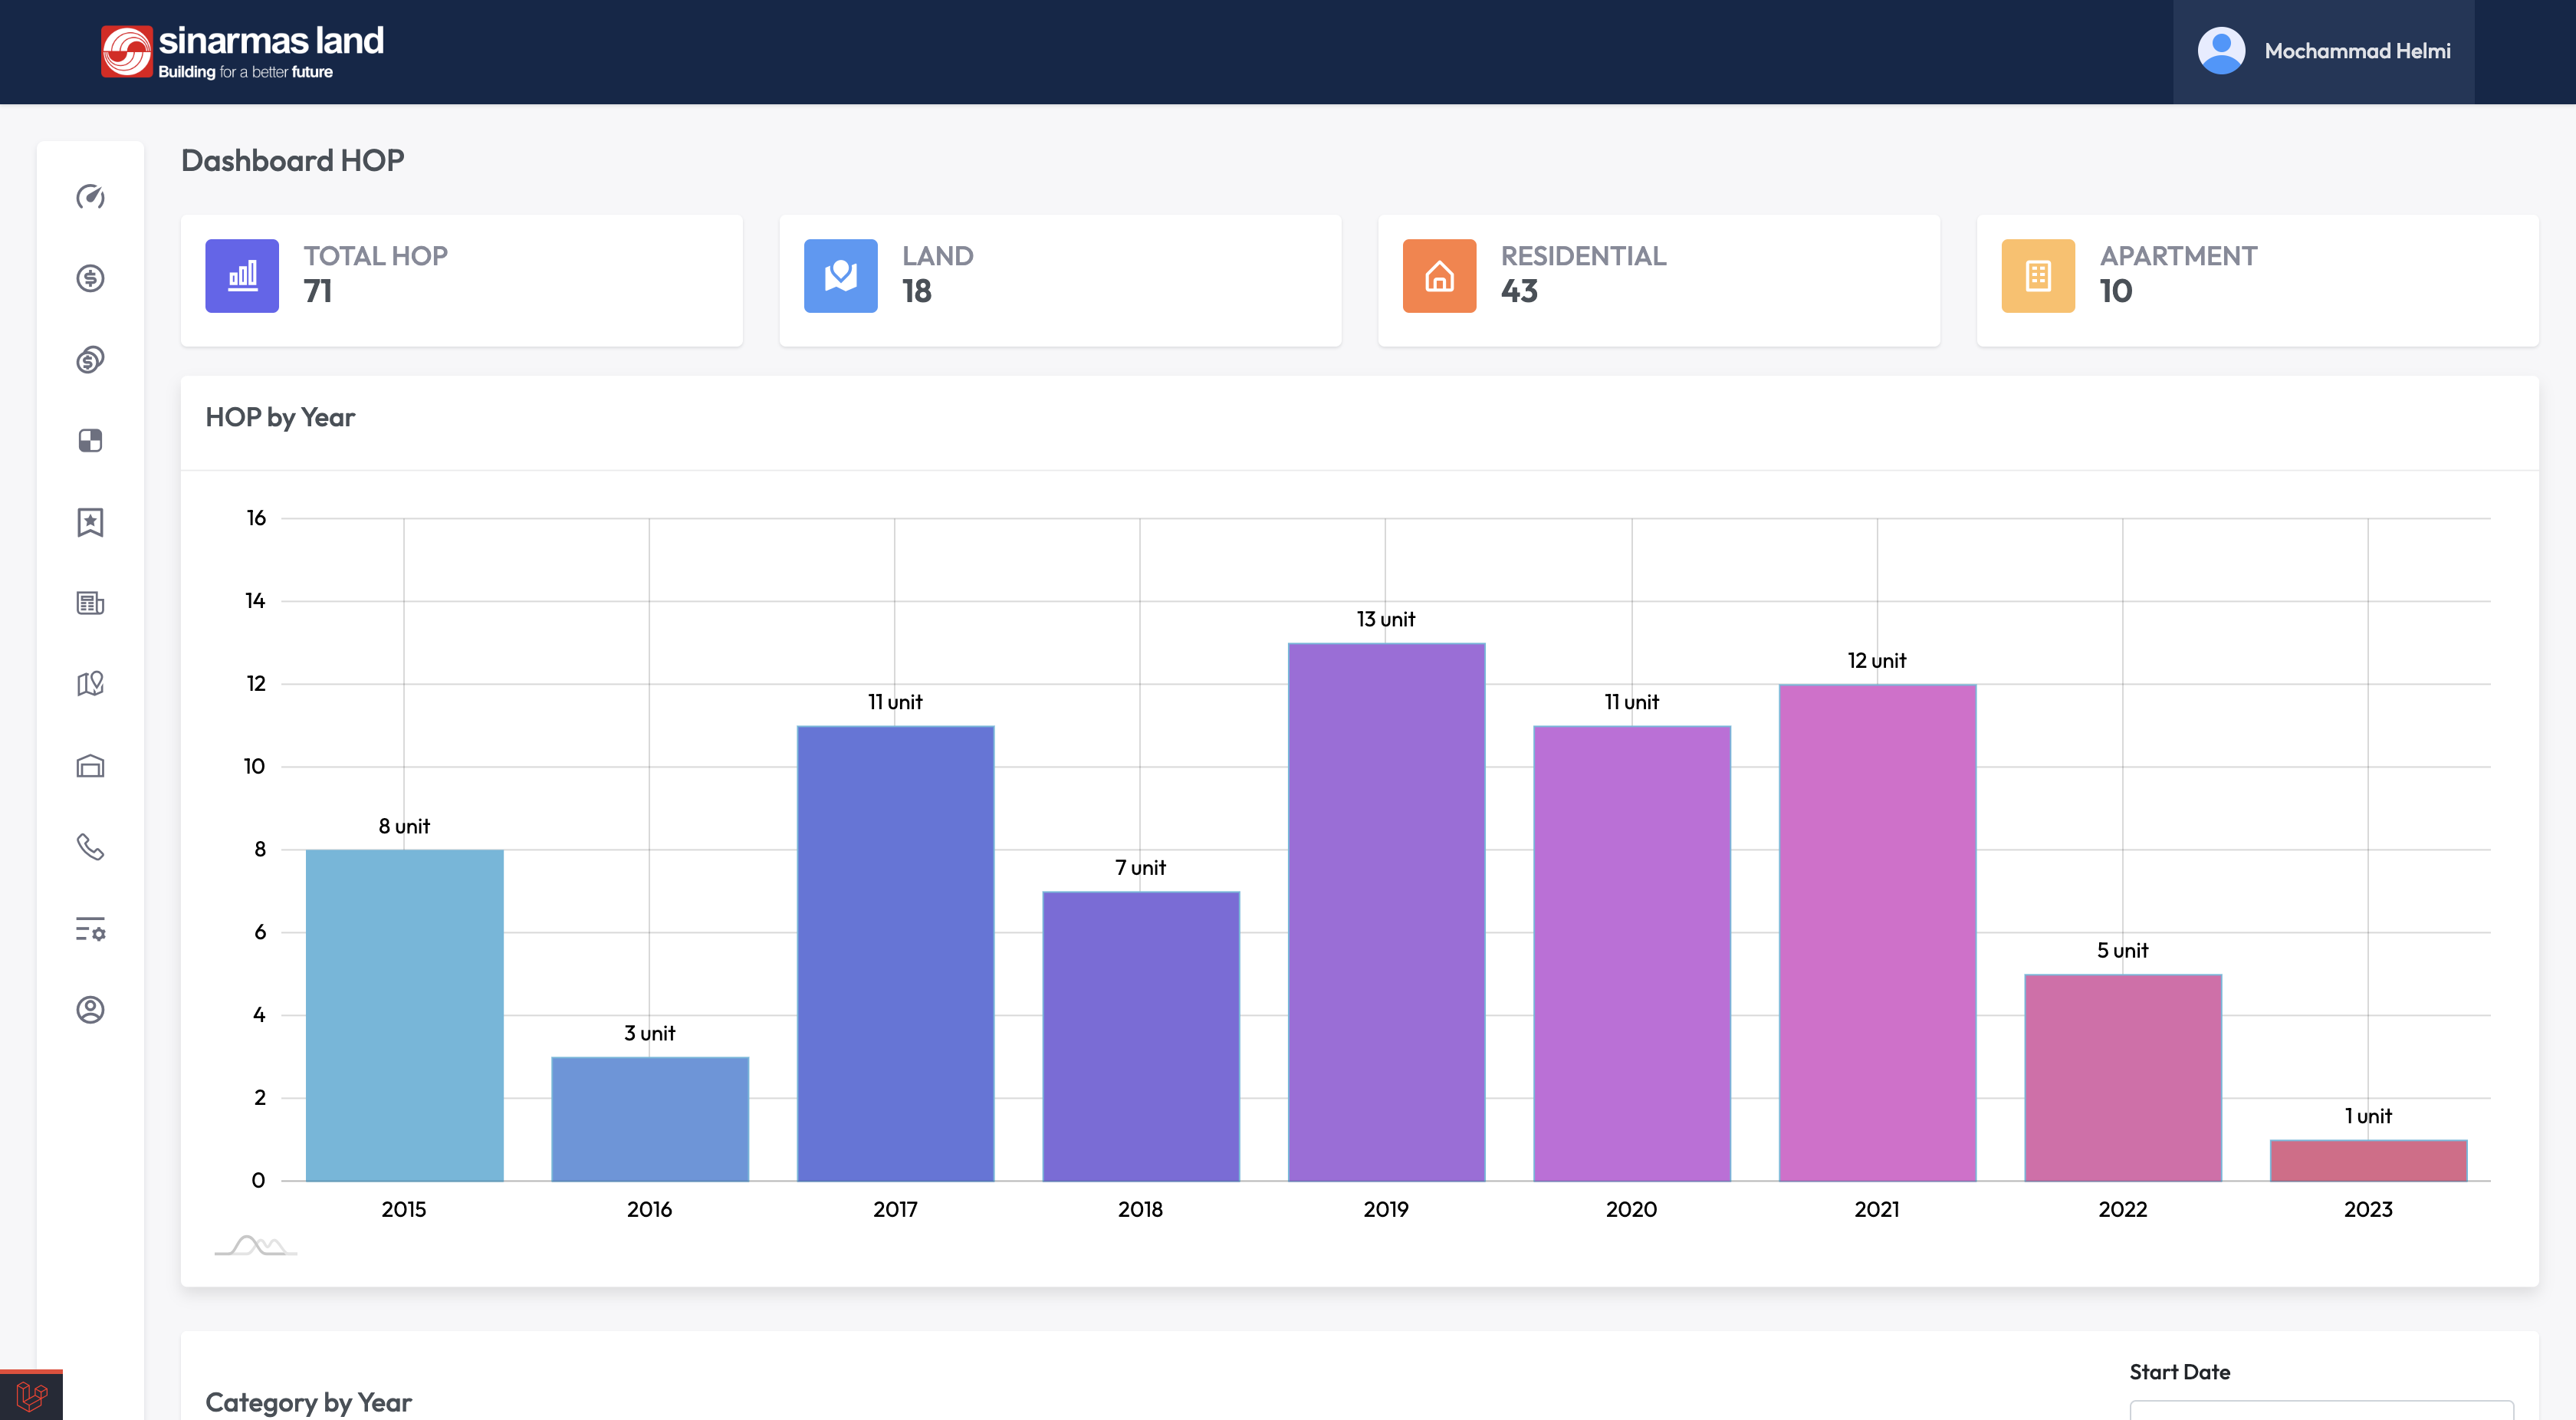 sinarmas land
Building for a better future
Mochammad Helmi
Dashboard HOP
TOTAL HOP
71
LAND
18
RESIDENTIAL
43
APARTMENT
10
HOP by Year
16
14
12
10
8
6
4
2
0
8 unit
3 unit
11 unit
7 unit
13 unit
11 unit
12 unit
5 unit
1 unit
2015
2016
2017
2018
2019
2020
2021
2022
2023
Start Date
Category by Year